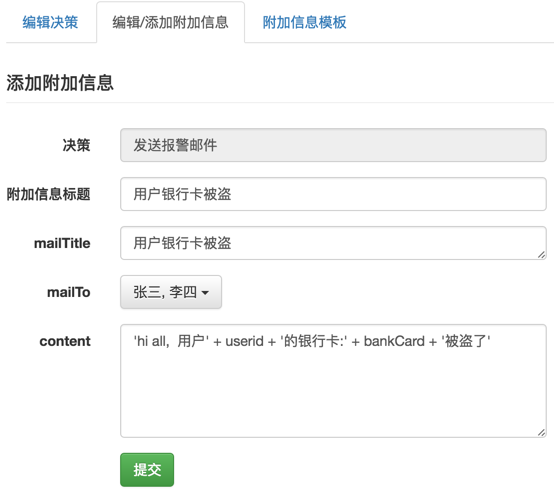 编辑决策 编辑/添加附加信息 附加信息模板
添加附加信息
决策 发送报警邮件
附加信息标题 用户银行卡被盗
mailTitle 用户银行卡被盗
mailTo 张三, 李四
content 'hi all,  用户' + userid + '的银行卡:' + bankCard + '被盗了'
提交